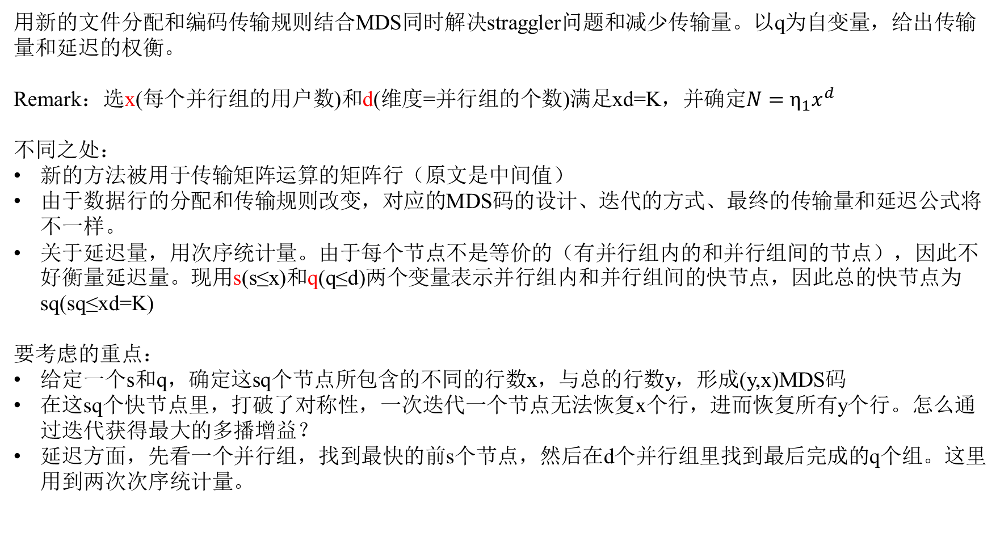 用新的文件分配和编码传输规则结合MDS同时解决straggler问题和减少传输量。以q为自变量，给出传输
量和延迟的权衡。
Remark：选x(每个并行组的用户数)和d(维度=并行组的个数)满足xd=K，并确定N = η₁x^d
不同之处：
• 新的方法被用于传输矩阵运算的矩阵行（原文是中间值）
• 由于数据行的分配和传输规则改变，对应的MDS码的设计、迭代的方式、最终的传输量和延迟公式将
不一样。
• 关于延迟量，用次序统计量。由于每个节点不是等价的（有并行组内的和并行组间的节点），因此不
好衡量延迟量。现用s(s≤x)和q(q≤d)两个变量表示并行组内和并行组间的快节点，因此总的快节点为
sq(sq≤xd=K)
要考虑的重点：
• 给定一个s和q，确定这sq个节点所包含的不同的行数x，与总的行数y，形成(y,x)MDS码
• 在这sq个快节点里，打破了对称性，一次迭代一个节点无法恢复x个行，进而恢复所有y个行。怎么通
过迭代获得最大的多播增益？
• 延迟方面，先看一个并行组，找到最快的前s个节点，然后在d个并行组里找到最后完成的q个组。这里
用到两次次序统计量。